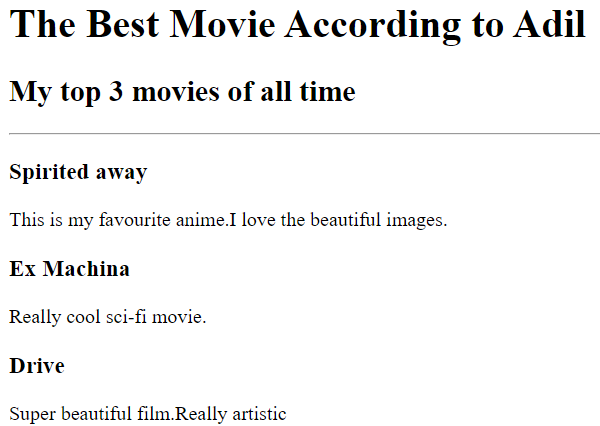 The Best Movie According to Adil
My top 3 movies of all time
Spirited away
This is my favourite anime.I love the beautiful images.
Ex Machina
Really cool sci-fi movie.
Drive
Super beautiful film.Really artistic